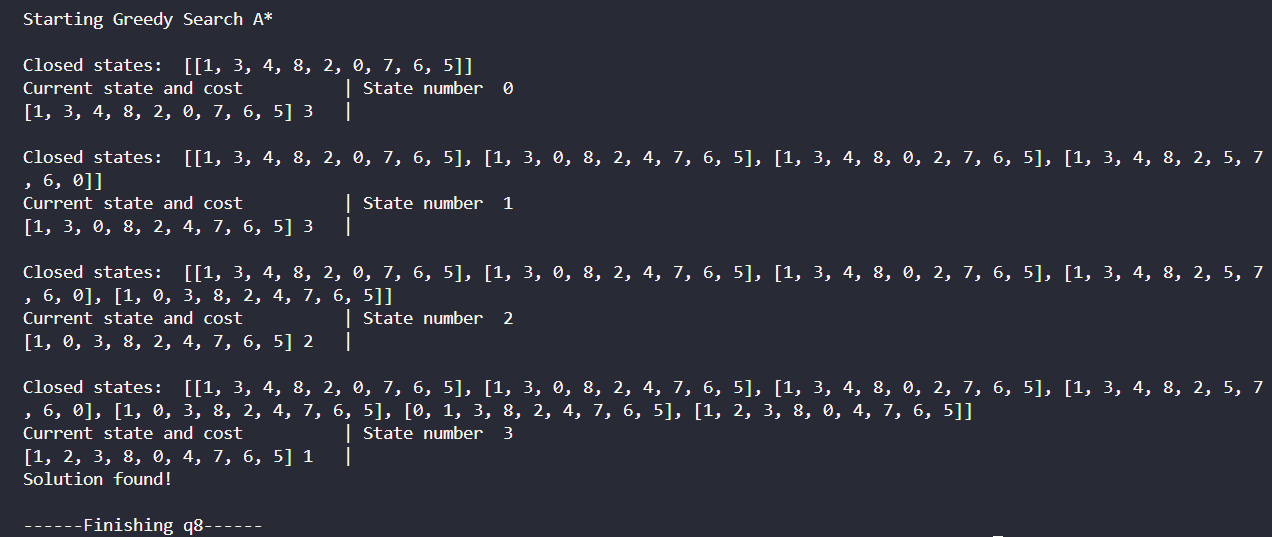 Starting Greedy Search A*
Closed states:  [[1, 3, 4, 8, 2, 0, 7, 6, 5]]
Current state and cost          | State number  0
[1, 3, 4, 8, 2, 0, 7, 6, 5] 3   |
Closed states:  [[1, 3, 4, 8, 2, 0, 7, 6, 5], [1, 3, 0, 8, 2, 4, 7, 6, 5], [1, 3, 4, 8, 0, 2, 7, 6, 5], [1, 3, 4, 8, 2, 5, 7
, 6, 0]]
Current state and cost          | State number  1
[1, 3, 0, 8, 2, 4, 7, 6, 5] 3   |
Closed states:  [[1, 3, 4, 8, 2, 0, 7, 6, 5], [1, 3, 0, 8, 2, 4, 7, 6, 5], [1, 3, 4, 8, 0, 2, 7, 6, 5], [1, 3, 4, 8, 2, 5, 7
, 6, 0], [1, 0, 3, 8, 2, 4, 7, 6, 5]]
Current state and cost          | State number  2
[1, 0, 3, 8, 2, 4, 7, 6, 5] 2   |
Closed states:  [[1, 3, 4, 8, 2, 0, 7, 6, 5], [1, 3, 0, 8, 2, 4, 7, 6, 5], [1, 3, 4, 8, 0, 2, 7, 6, 5], [1, 3, 4, 8, 2, 5, 7
, 6, 0], [1, 0, 3, 8, 2, 4, 7, 6, 5], [0, 1, 3, 8, 2, 4, 7, 6, 5], [1, 2, 3, 8, 0, 4, 7, 6, 5]]
Current state and cost          | State number  3
[1, 2, 3, 8, 0, 4, 7, 6, 5] 1   |
Solution found!
------Finishing q8------